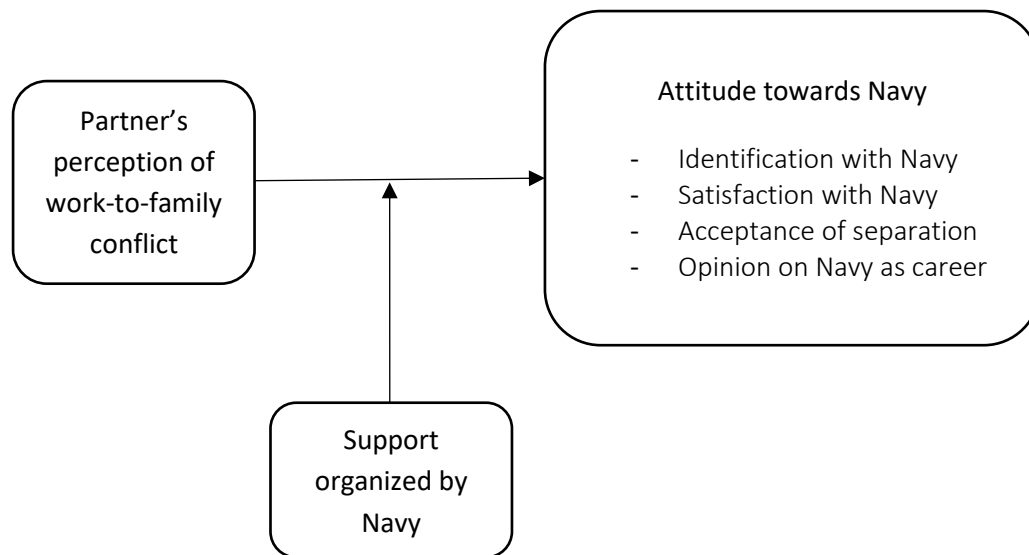 Partner’s
perception of
work-to-family
conflict
Attitude towards Navy
- Identification with Navy
- Satisfaction with Navy
- Acceptance of separation
- Opinion on Navy as career
Support
organized by
Navy